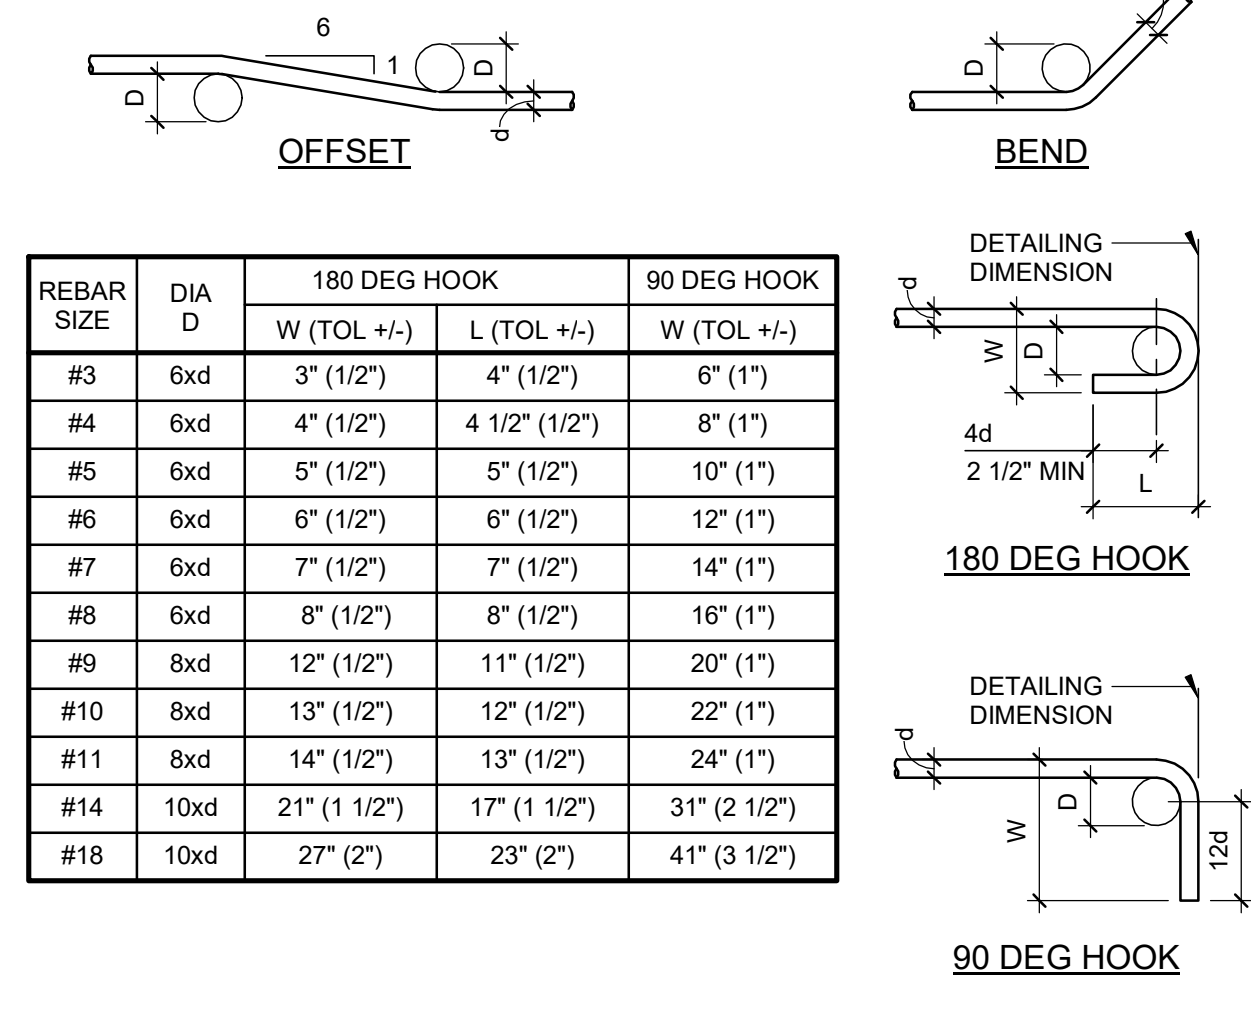 6
1
D
D
d
OFFSET
D
BEND
REBAR SIZE | DIA D | 180 DEG HOOK | 90 DEG HOOK
W (TOL +/-) | L (TOL +/-) | W (TOL +/-)
#3 | 6xd | 3" (1/2") | 4" (1/2") | 6" (1")
#4 | 6xd | 4" (1/2") | 4 1/2" (1/2") | 8" (1")
#5 | 6xd | 5" (1/2") | 5" (1/2") | 10" (1")
#6 | 6xd | 6" (1/2") | 6" (1/2") | 12" (1")
#7 | 6xd | 7" (1/2") | 7" (1/2") | 14" (1")
#8 | 6xd | 8" (1/2") | 8" (1/2") | 16" (1")
#9 | 8xd | 12" (1/2") | 11" (1/2") | 20" (1")
#10 | 8xd | 13" (1/2") | 12" (1/2") | 22" (1")
#11 | 8xd | 14" (1/2") | 13" (1/2") | 24" (1")
#14 | 10xd | 21" (1 1/2") | 17" (1 1/2") | 31" (2 1/2")
#18 | 10xd | 27" (2") | 23" (2") | 41" (3 1/2")
DETAILING
DIMENSION
d
W
D
4d
2 1/2" MIN
L
180 DEG HOOK
DETAILING
DIMENSION
d
D
W
12d
90 DEG HOOK